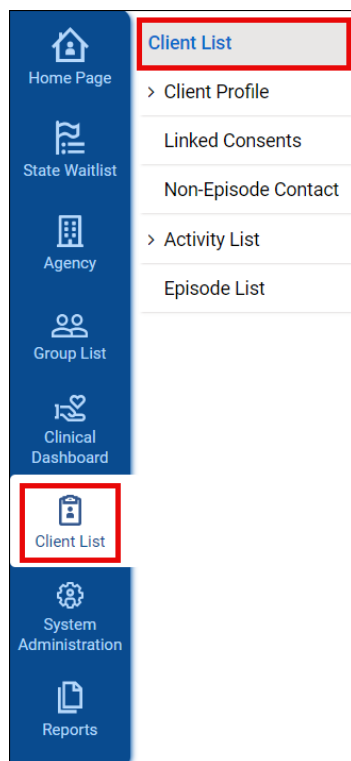 Home Page
State Waitlist
Agency
Group List
Clinical
Dashboard
Client List
System
Administration
Reports
Client List
> Client Profile
Linked Consents
Non-Episode Contact
> Activity List
Episode List